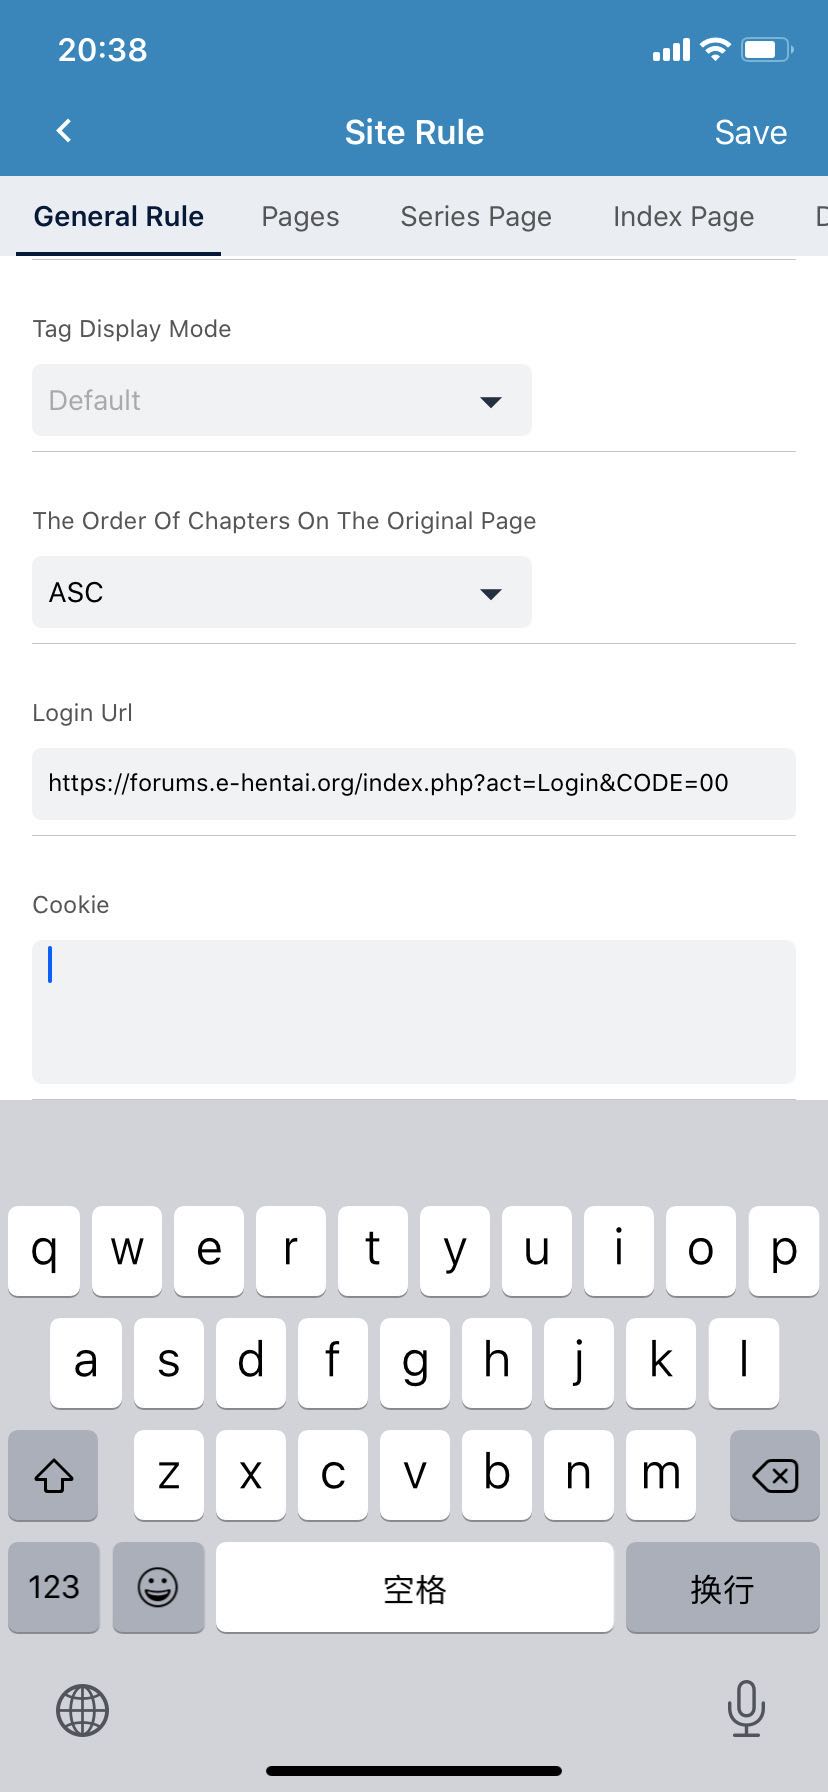 20:38
Site Rule
Save
General Rule
Pages
Series Page
Index Page
D
Tag Display Mode
Default
The Order Of Chapters On The Original Page
ASC
Login Url
https://forums.e-hentai.org/index.php?act=Login&CODE=00
Cookie
q w e r t y u i o p
a s d f g h j k l
z x c v b n m
123
空格
换行